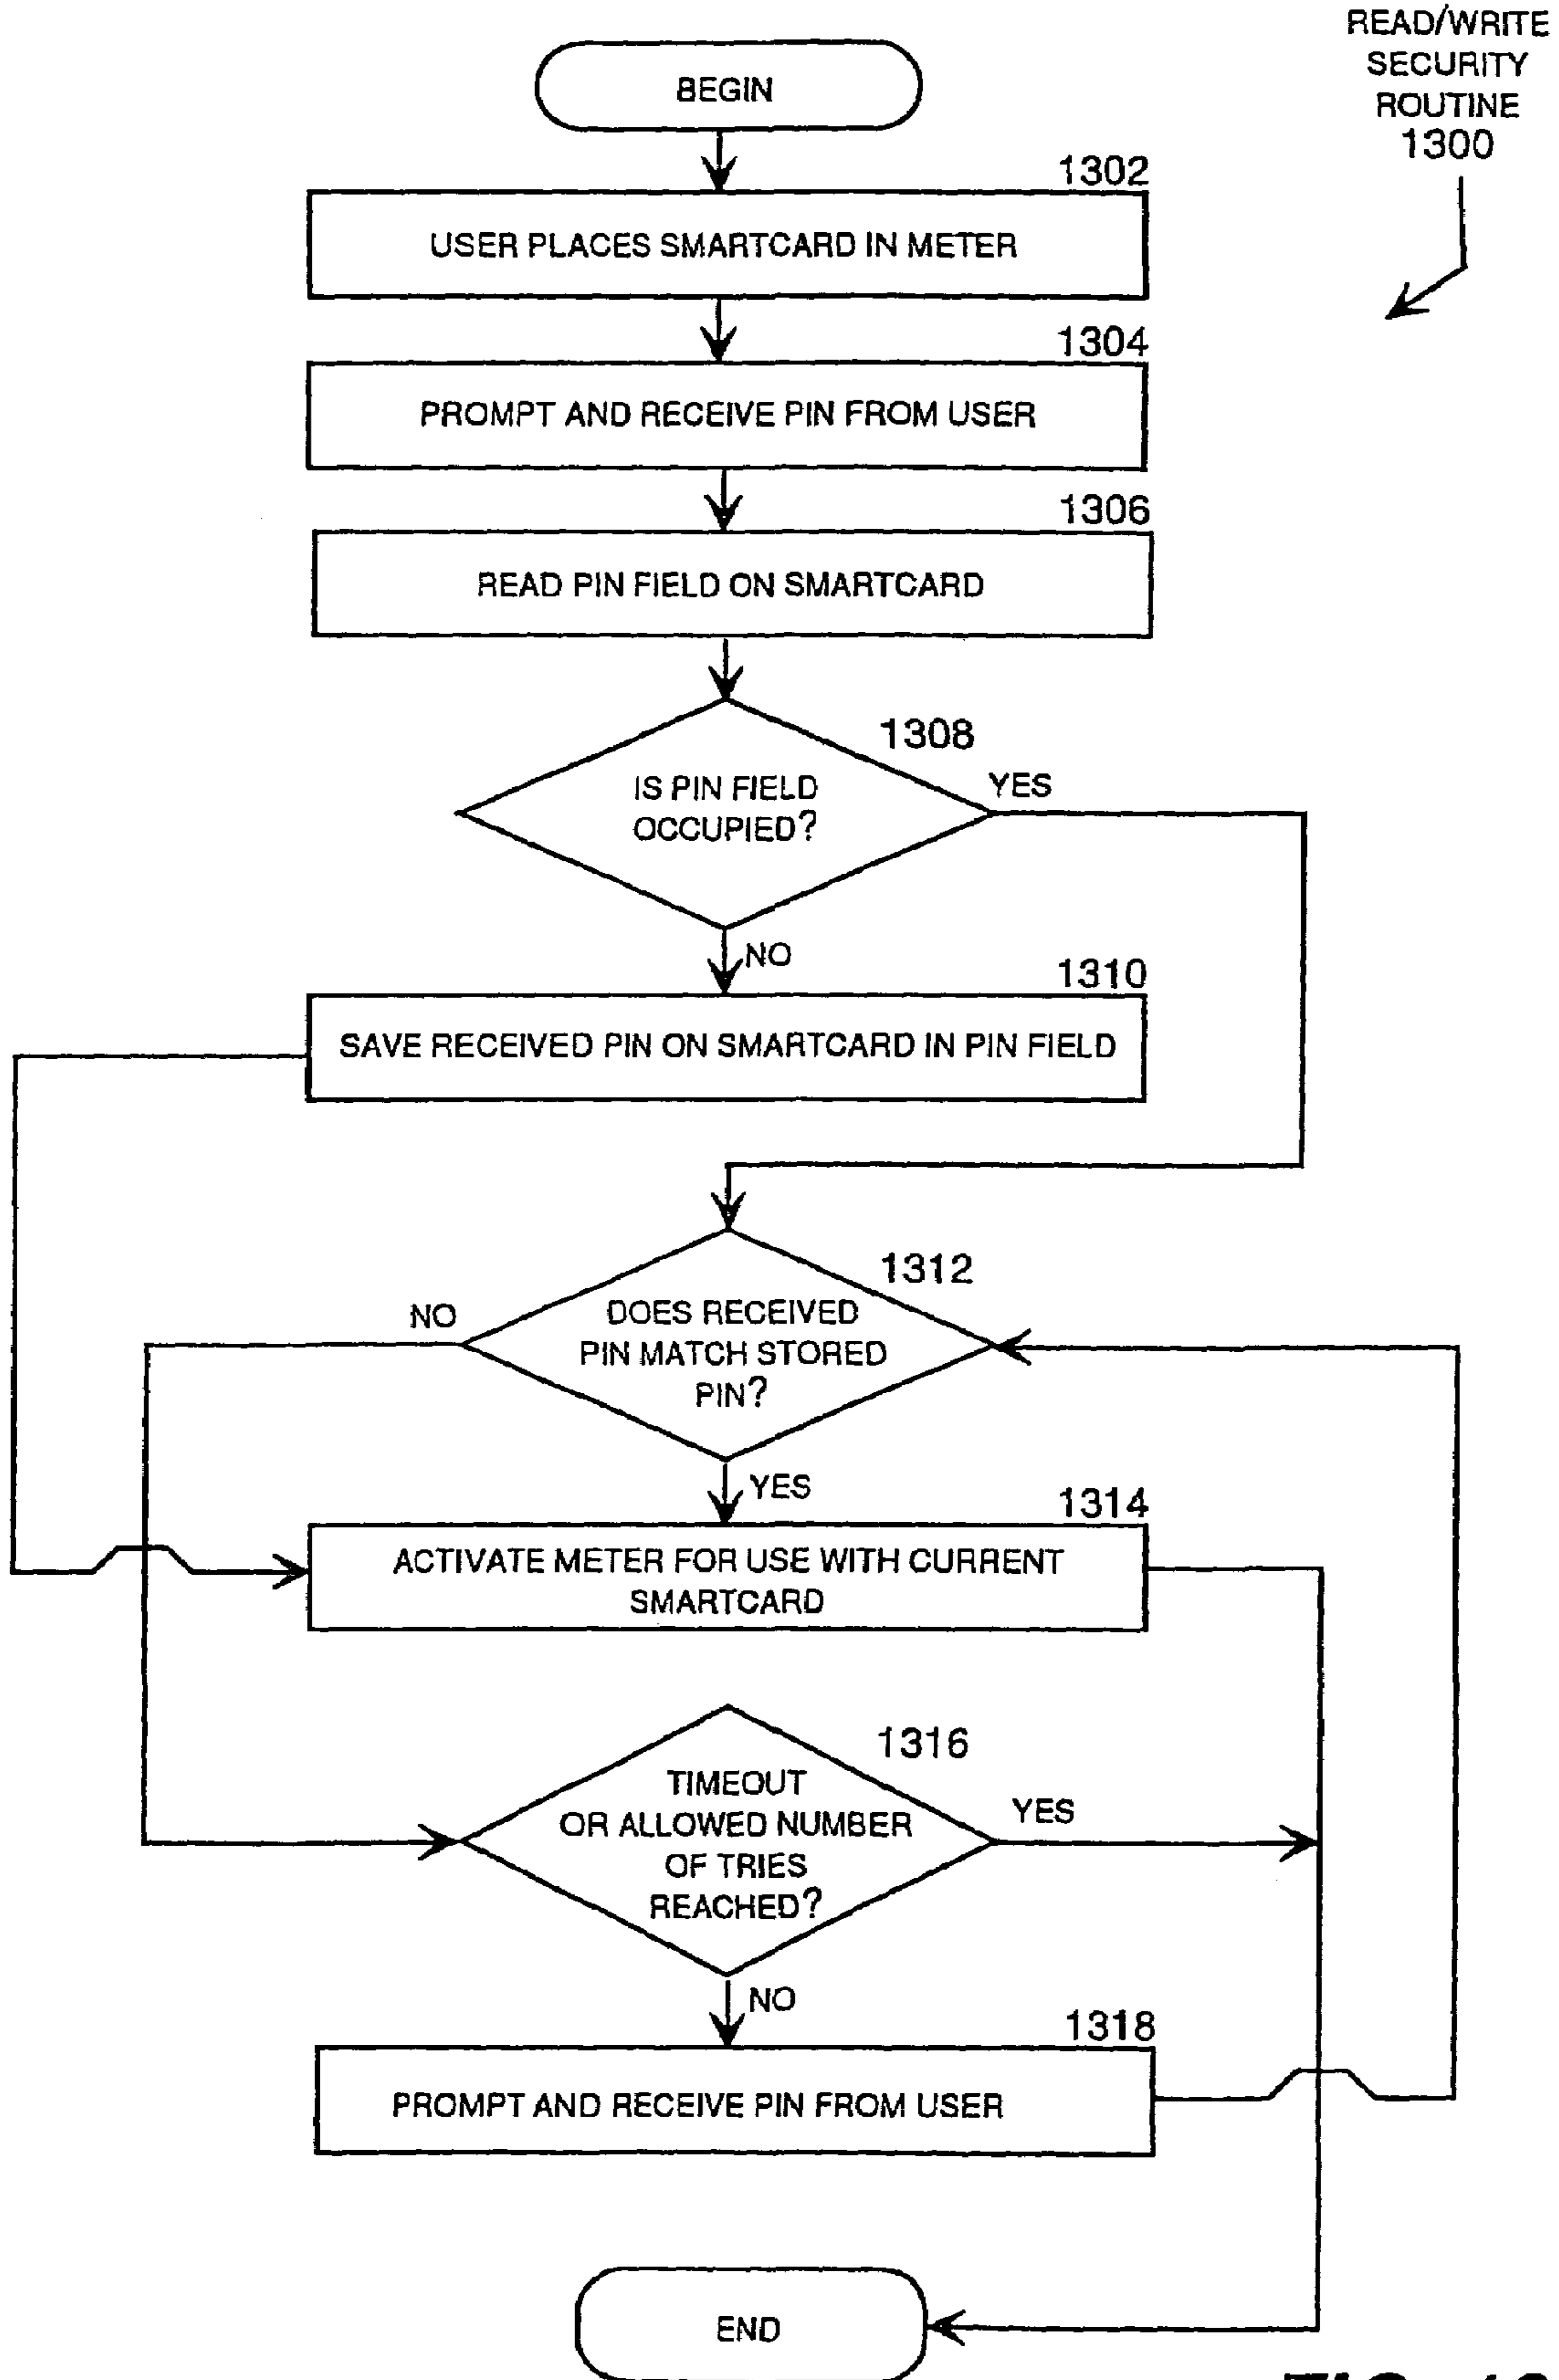 READ/WRITE
SECURITY
ROUTINE
1300
BEGIN
1302
USER PLACES SMARTCARD IN METER
1304
PROMPT AND RECEIVE PIN FROM USER
1306
READ PIN FIELD ON SMARTCARD
1308
IS PIN FIELD
OCCUPIED?
YES
NO
1310
SAVE RECEIVED PIN ON SMARTCARD IN PIN FIELD
1312
NO
DOES RECEIVED
PIN MATCH STORED
PIN?
YES
1314
ACTIVATE METER FOR USE WITH CURRENT
SMARTCARD
1316
TIMEOUT
OR ALLOWED NUMBER
OF TRIES
REACHED?
YES
NO
1318
PROMPT AND RECEIVE PIN FROM USER
END